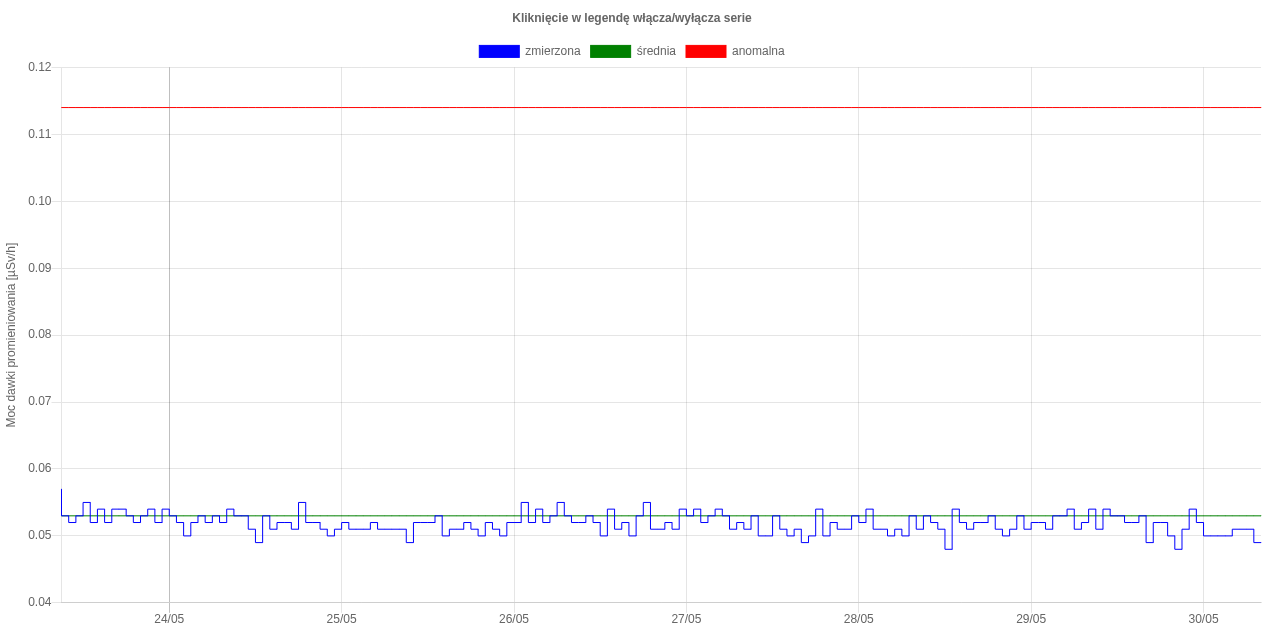 Kliknięcie w legendę włącza/wyłącza serie
zmierzona średnia anomalna
Moc dawki promieniowania [µSv/h]
0.12
0.11
0.10
0.09
0.08
0.07
0.06
0.05
0.04
24/05 25/05 26/05 27/05 28/05 29/05 30/05